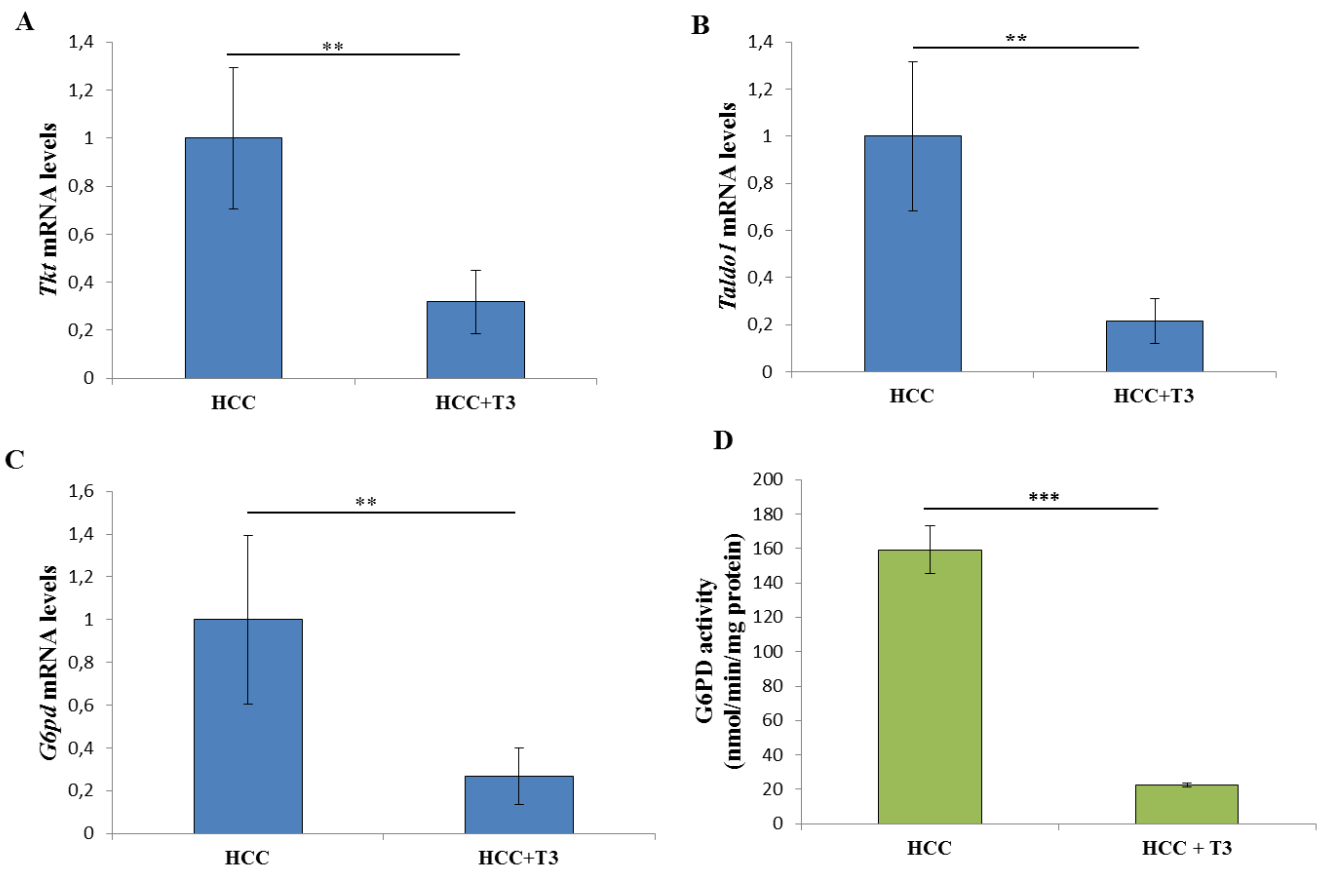 A
Tkt mRNA levels
1,4
1,2
1
0,8
0,6
0,4
0,2
0
**
HCC
HCC+T3
B
Taldo1 mRNA levels
1,4
1,2
1
0,8
0,6
0,4
0,2
0
**
HCC
HCC+T3
C
G6pd mRNA levels
1,6
1,4
1,2
1
0,8
0,6
0,4
0,2
0
**
HCC
HCC+T3
D
G6PD activity
(nmol/min/mg protein)
200
180
160
140
120
100
80
60
40
20
0
***
HCC
HCC + T3